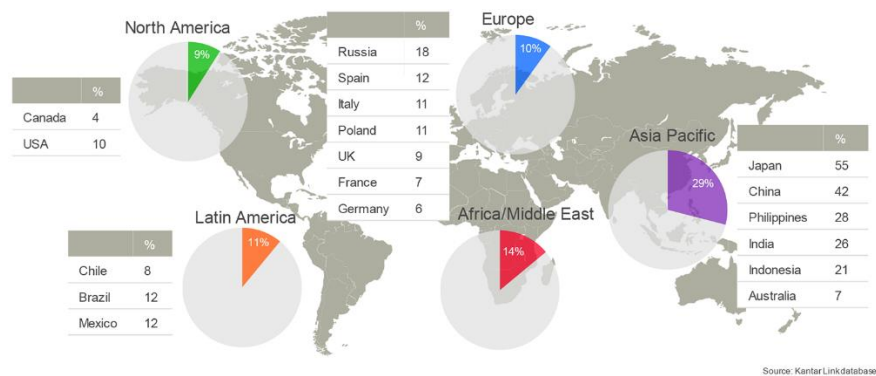 North America
9%
%
Canada 4
USA 10
%
Russia 18
Spain 12
Italy 11
Poland 11
UK 9
France 7
Germany 6
Europe
10%
Asia Pacific
29%
%
Japan 55
China 42
Philippines 28
India 26
Indonesia 21
Australia 7
Latin America
11%
%
Chile 8
Brazil 12
Mexico 12
Africa/Middle East
14%
Source: Kantar Link database